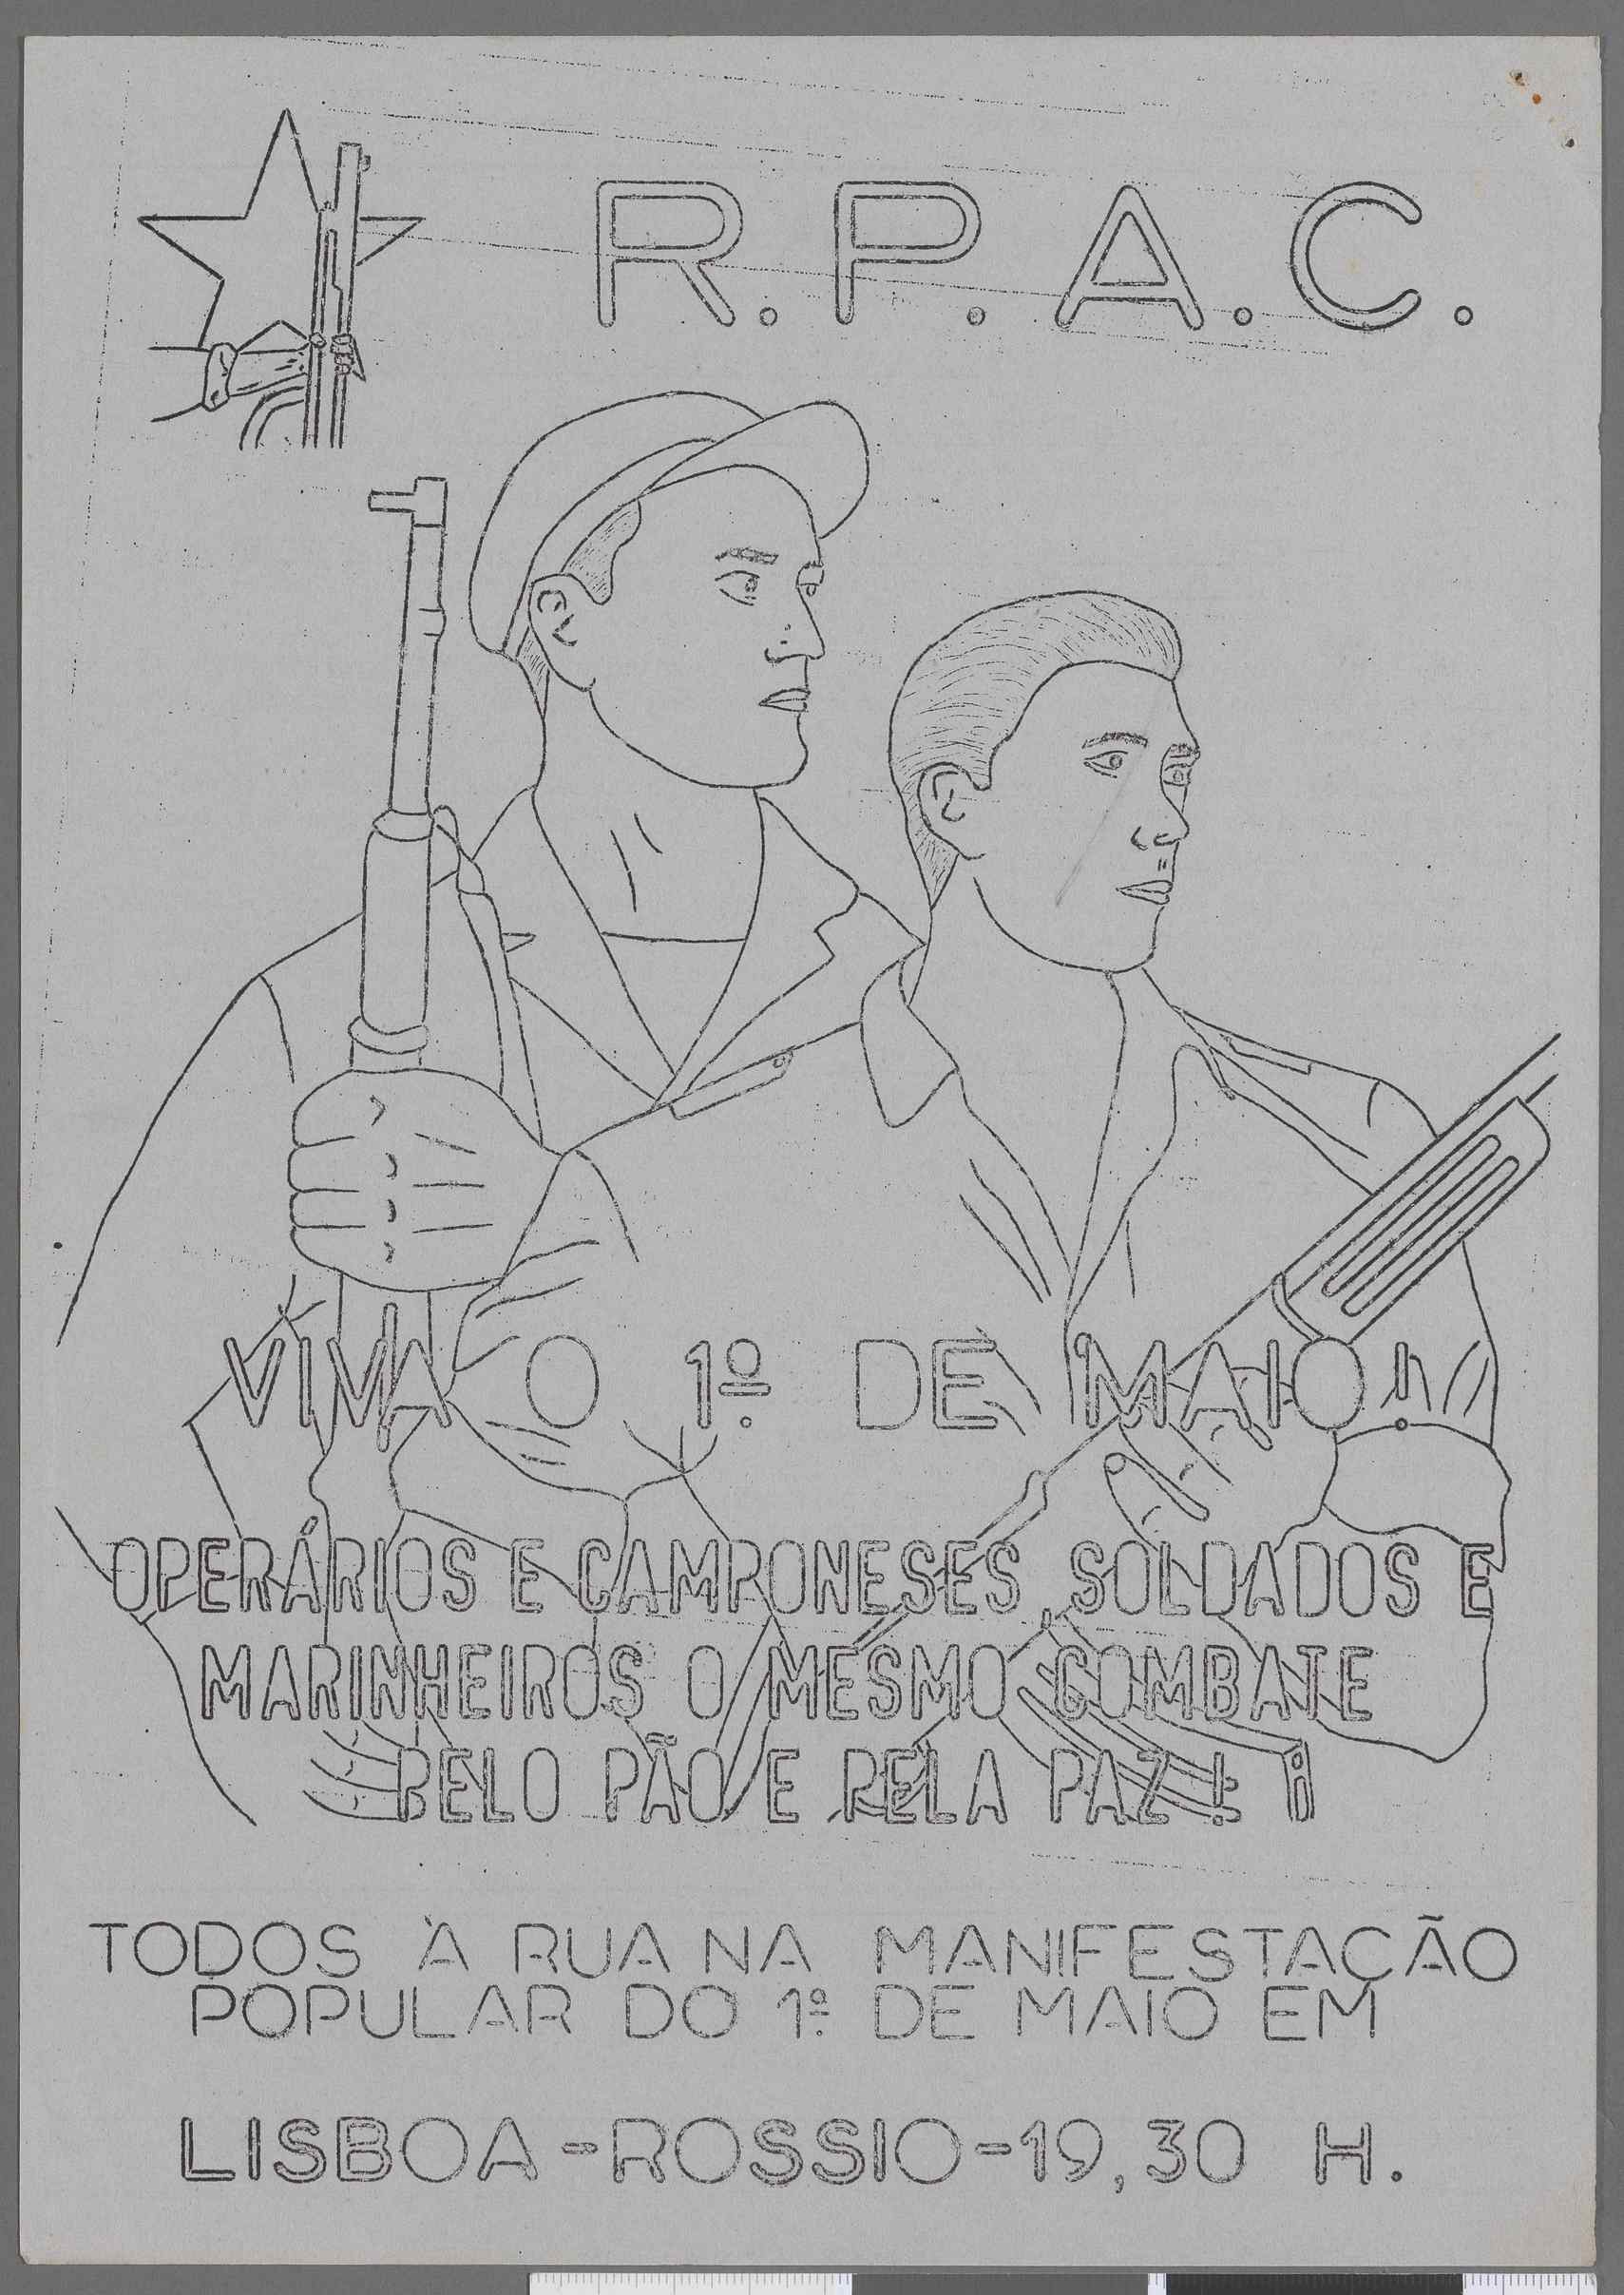 R.P.A.C.
VIVA O 1º. DE MAIO!
OPERÁRIOS E CAMPONESES, SOLDADOS E
MARINHEIROS O MESMO COMBATE
PELO PÃO E PELA PAZ!
TODOS À RUA NA MANIFESTAÇÃO
POPULAR DO 1º. DE MAIO EM
LISBOA-ROSSIO-19,30 H.